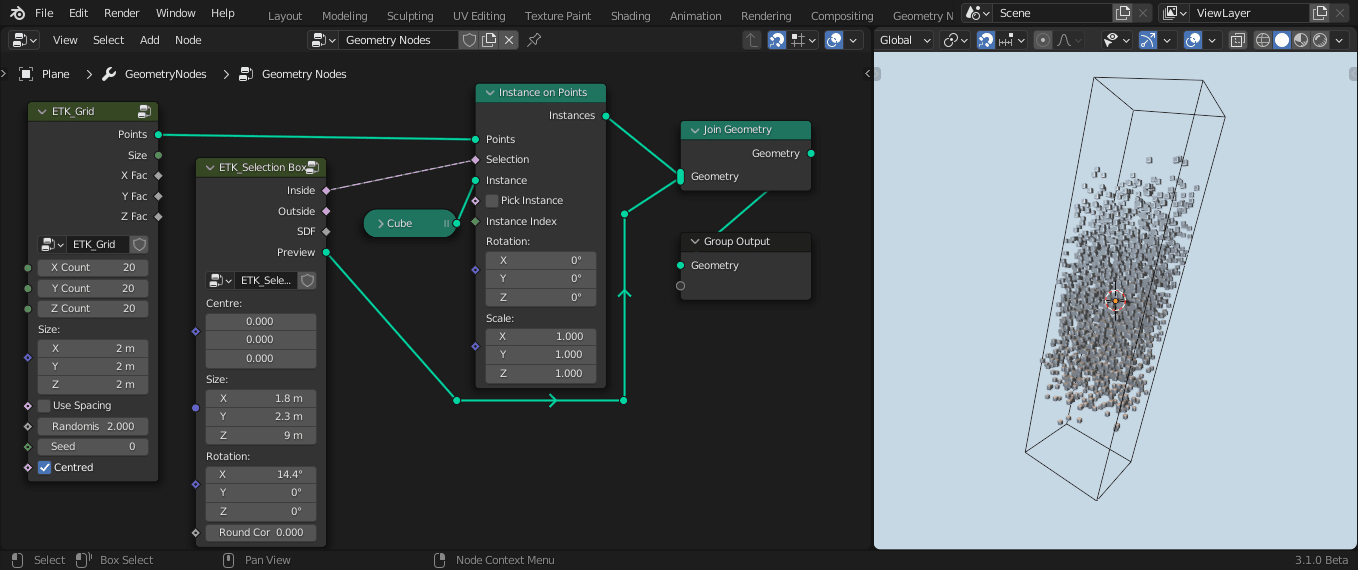 File Edit Render Window Help Layout Modeling Sculpting UV Editing Texture Paint Shading Animation Rendering Compositing Geometry N Scene ViewLayer
View Select Add Node Geometry Nodes Global
Plane GeometryNodes Geometry Nodes
ETK_Grid
Points
Size
X Fac
Y Fac
Z Fac
ETK_Grid
X Count 20
Y Count 20
Z Count 20
Size:
X 2 m
Y 2 m
Z 2 m
Use Spacing
Randomis 2.000
Seed 0
Centred
ETK_Selection Box
Inside
Outside
SDF
Preview
ETK_Sele...
Centre:
0.000
0.000
0.000
Size:
X 1.8 m
Y 2.3 m
Z 9 m
Rotation:
X 14.4°
Y 0°
Z 0°
Round Cor 0.000
Cube
Instance on Points
Instances
Points
Selection
Instance
Pick Instance
Instance Index
Rotation:
X 0°
Y 0°
Z 0°
Scale:
X 1.000
Y 1.000
Z 1.000
Join Geometry
Geometry
Geometry
Group Output
Geometry
Select Box Select Pan View Node Context Menu 3.1.0 Beta